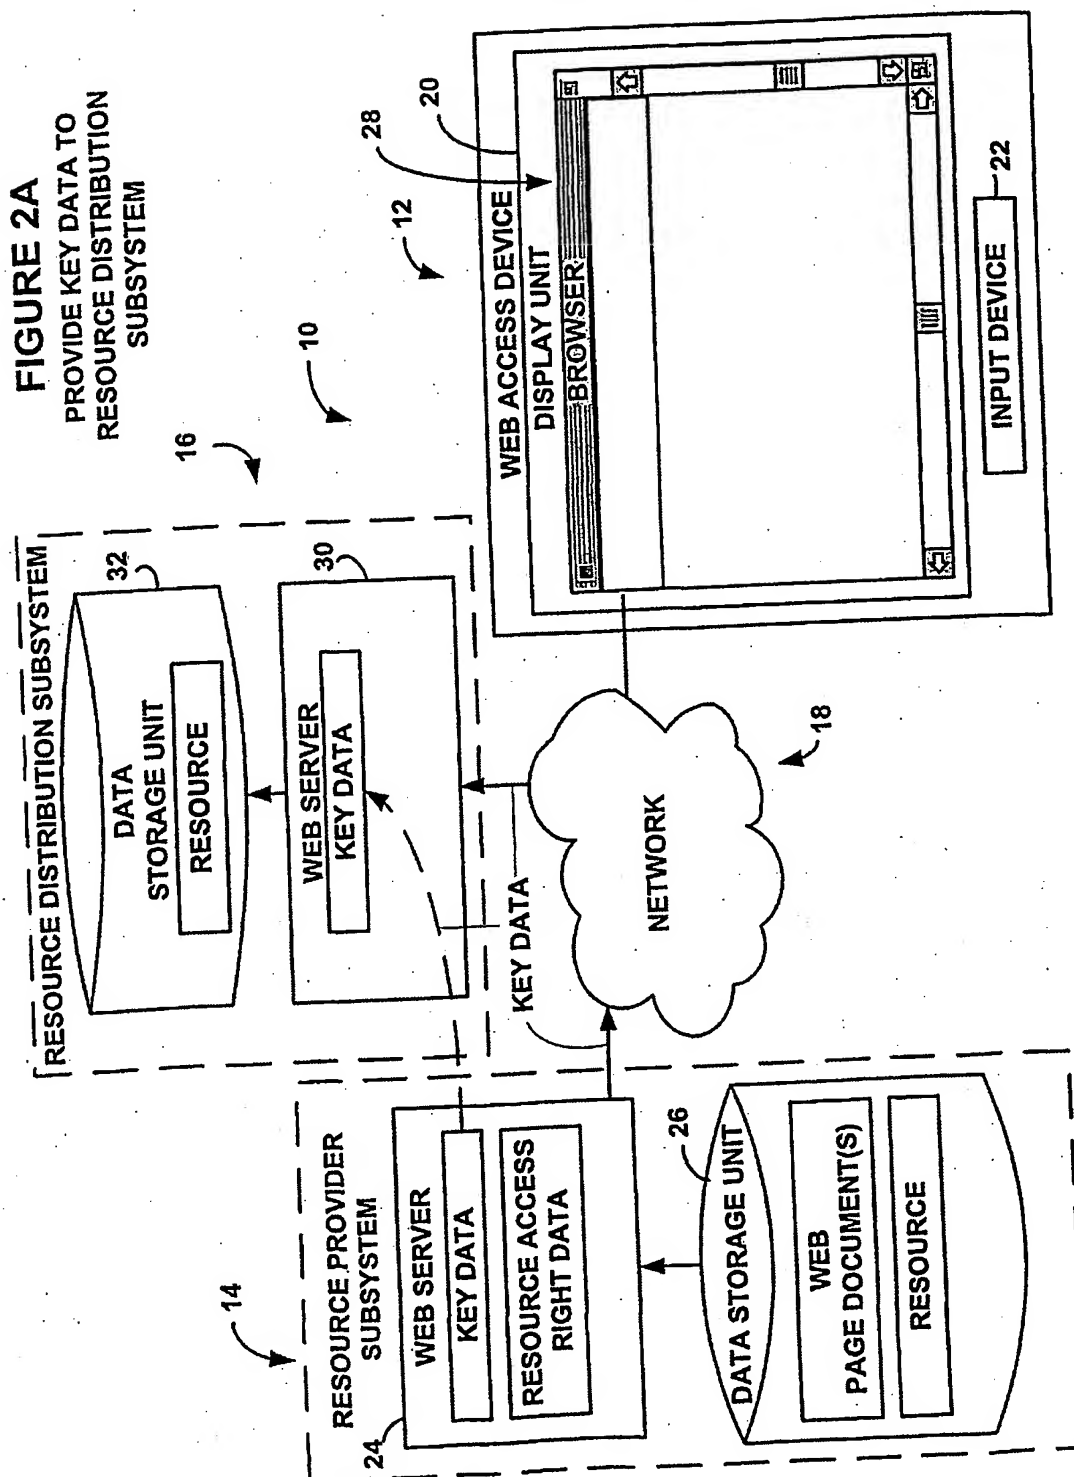 FIGURE 2A
PROVIDE KEY DATA TO
RESOURCE DISTRIBUTION
SUBSYSTEM
14
RESOURCE PROVIDER
SUBSYSTEM
24
WEB SERVER
KEY DATA
RESOURCE ACCESS
RIGHT DATA
DATA STORAGE UNIT
26
WEB
PAGE DOCUMENT(S)
RESOURCE
RESOURCE DISTRIBUTION SUBSYSTEM
16
32
DATA
STORAGE UNIT
RESOURCE
30
WEB SERVER
KEY DATA
KEY DATA
NETWORK
18
10
12
WEB ACCESS DEVICE
20
DISPLAY UNIT
28
BROWSER
INPUT DEVICE
22